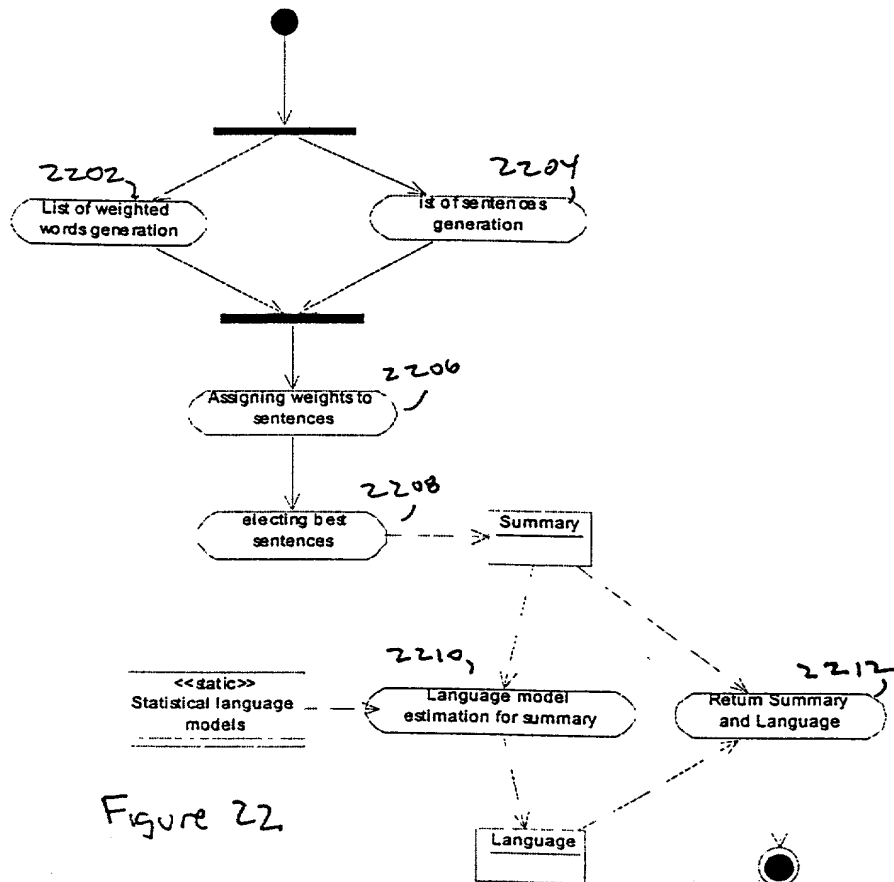 2202
2204
List of weighted
words generation
ist of sentences
generation
2206
Assigning weights to
sentences
2208
electing best
sentences
Summary
2210
2212
<<static>>
Statistical language
models
Language model
estimation for summary
Return Summary
and Language
Figure 22
Language